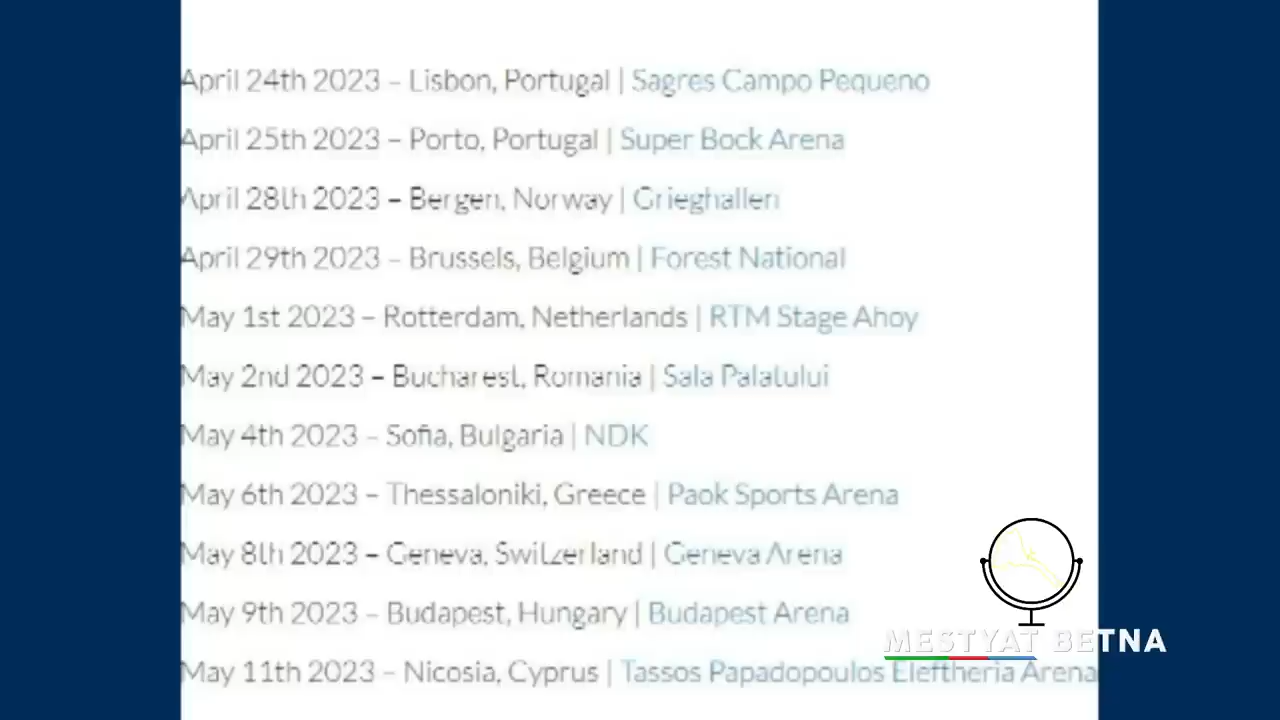 April 24th 2023 – Lisbon, Portugal | Sagres Campo Pequeno
April 25th 2023 – Porto, Portugal | Super Bock Arena
April 28th 2023 – Bergen, Norway | Grieghallen
April 29th 2023 – Brussels, Belgium | Forest National
May 1st 2023 – Rotterdam, Netherlands | RTM Stage Ahoy
May 2nd 2023 – Bucharest, Romania | Sala Palatului
May 4th 2023 – Sofia, Bulgaria | NDK
May 6th 2023 – Thessaloniki, Greece | Paok Sports Arena
May 8th 2023 – Geneva, Switzerland | Geneva Arena
May 9th 2023 – Budapest, Hungary | Budapest Arena
MESTYAT BETNA
May 11th 2023 – Nicosia, Cyprus | Tassos Papadopoulos Eleftheria Arena